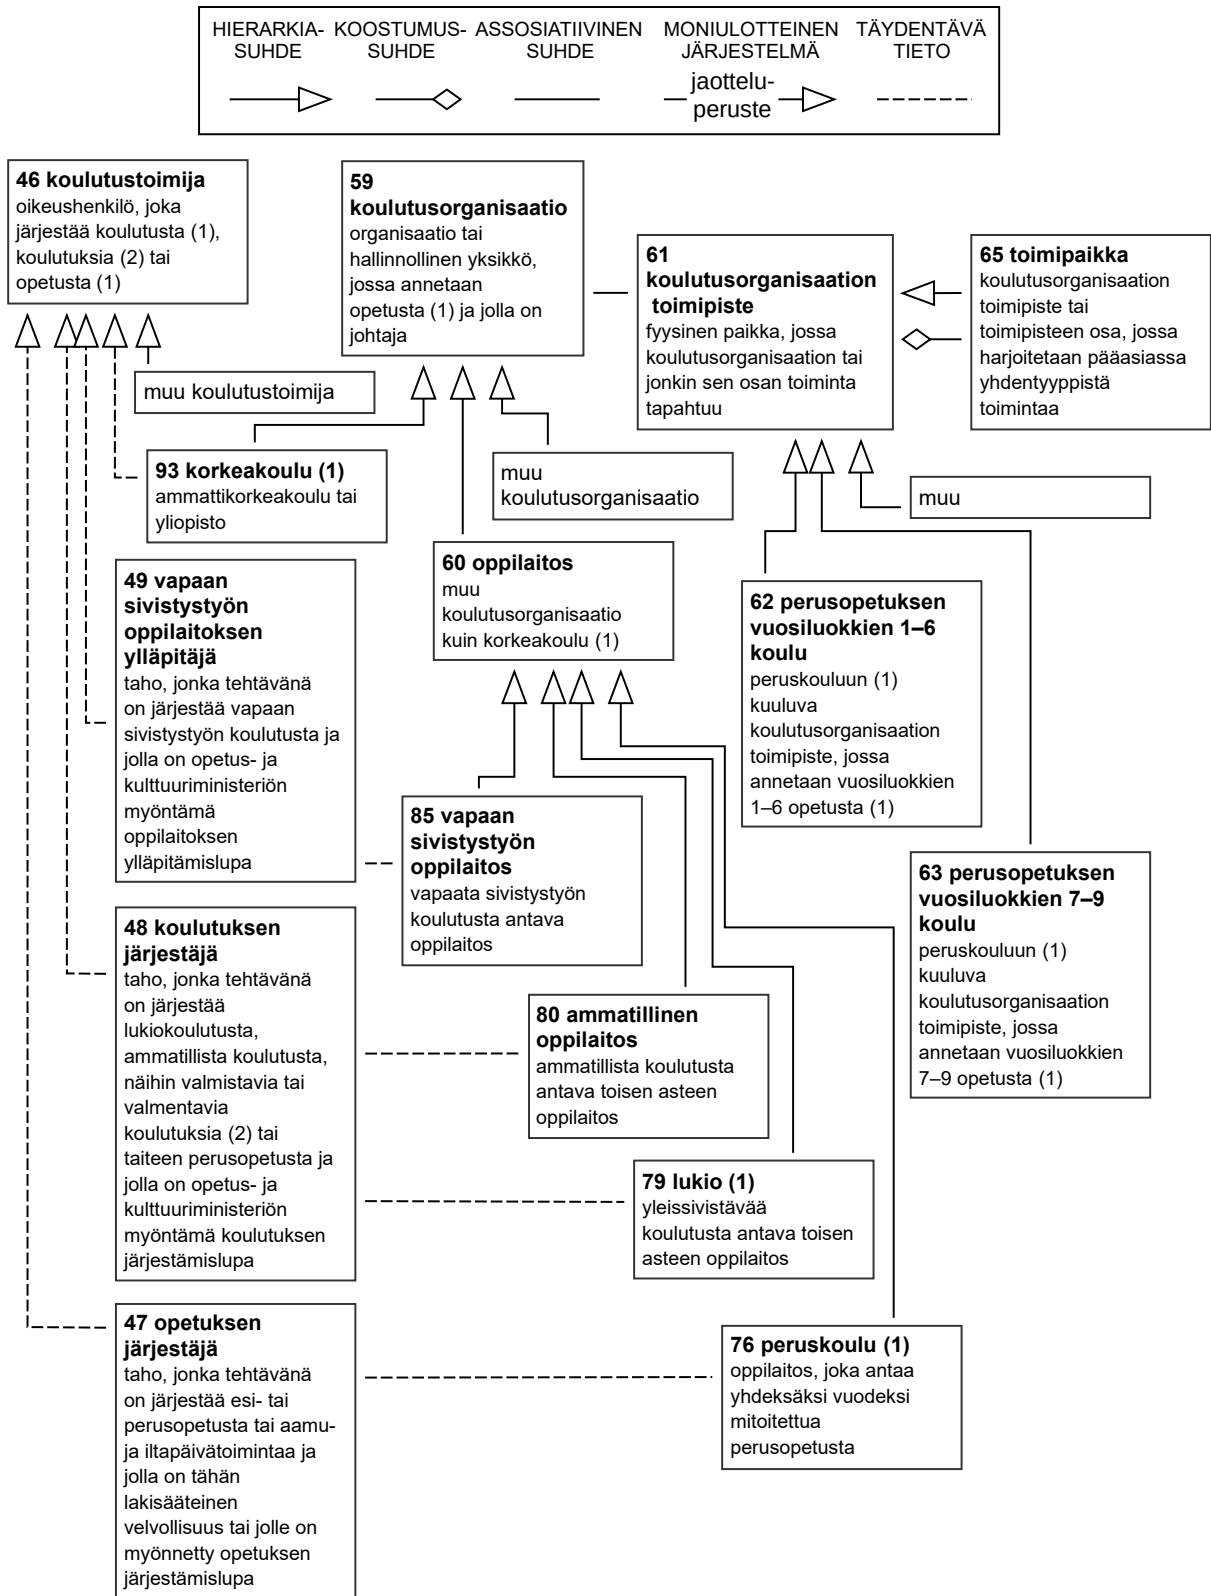 HIERARKIA-
SUHDE
KOOSTUMUS-
SUHDE
ASSOSIATIIVINEN
SUHDE
MONIULOTTEINEN
JÄRJESTELMÄ
jaottelu-
peruste
TÄYDENTÄVÄ
TIETO
46 koulutustoimija
oikeushenkilö, joka
järjestää koulutusta (1),
koulutuksia (2) tai
opetusta (1)
59
koulutusorganisaatio
organisaatio tai
hallinnollinen yksikkö,
jossa annetaan
opetusta (1) ja jolla on
johtaja
61
koulutusorganisaation
toimipiste
fyysinen paikka, jossa
koulutusorganisaation tai
jonkin sen osan toiminta
tapahtuu
65 toimipaikka
koulutusorganisaation
toimipiste tai
toimipisteen osa, jossa
harjoitetaan pääasiassa
yhdentyyppistä
toimintaa
muu koulutustoimija
93 korkeakoulu (1)
ammattikorkeakoulu tai
yliopisto
muu
koulutusorganisaatio
muu
49 vapaan
sivistystyön
oppilaitoksen
ylläpitäjä
taho, jonka tehtävänä
on järjestää vapaan
sivistystyön koulutusta ja
jolla on opetus- ja
kulttuuriministeriön
myöntämä
oppilaitoksen
ylläpitämislupa
60 oppilaitos
muu
koulutusorganisaatio
kuin korkeakoulu (1)
62 perusopetuksen
vuosiluokkien 1–6
koulu
peruskouluun (1)
kuuluva
koulutusorganisaation
toimipiste, jossa
annetaan vuosiluokkien
1–6 opetusta (1)
85 vapaan
sivistystyön
oppilaitos
vapaata sivistystyön
koulutusta antava
oppilaitos
63 perusopetuksen
vuosiluokkien 7–9
koulu
peruskouluun (1)
kuuluva
koulutusorganisaation
toimipiste, jossa
annetaan vuosiluokkien
7–9 opetusta (1)
48 koulutuksen
järjestäjä
taho, jonka tehtävänä
on järjestää
lukiokoulutusta,
ammatillista koulutusta,
näihin valmistavia tai
valmentavia
koulutuksia (2) tai
taiteen perusopetusta ja
jolla on opetus- ja
kulttuuriministeriön
myöntämä koulutuksen
järjestämislupa
80 ammatillinen
oppilaitos
ammatillista koulutusta
antava toisen asteen
oppilaitos
79 lukio (1)
yleissivistävää
koulutusta antava toisen
asteen oppilaitos
47 opetuksen
järjestäjä
taho, jonka tehtävänä
on järjestää esi- tai
perusopetusta tai aamu-
ja iltapäivätoimintaa ja
jolla on tähän
lakisääteinen
velvollisuus tai jolle on
myönnetty opetuksen
järjestämislupa
76 peruskoulu (1)
oppilaitos, joka antaa
yhdeksäksi vuodeksi
mitoitettua
perusopetusta